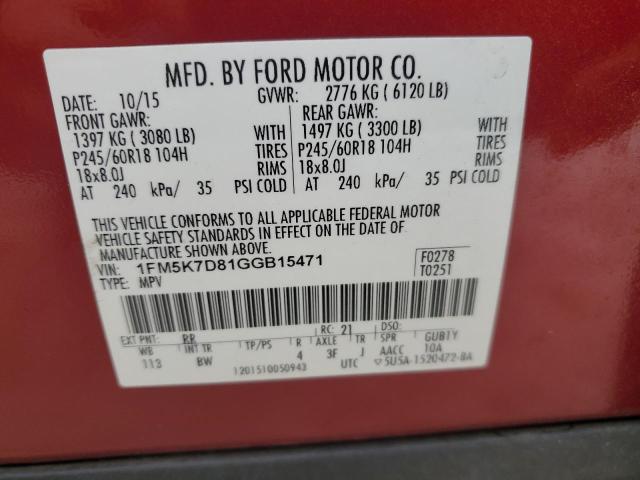 MFD. BY FORD MOTOR CO.
DATE: 10/15 GVWR: 2776 KG ( 6120 LB)
FRONT GAWR: REAR GAWR:
1397 KG ( 3080 LB) WITH 1497 KG ( 3300 LB) WITH
P245/60R18 104H TIRES P245/60R18 104H TIRES
18x8.0J RIMS 18x8.0J RIMS
AT 240 kPa/ 35 PSI COLD AT 240 kPa/ 35 PSI COLD
THIS VEHICLE CONFORMS TO ALL APPLICABLE FEDERAL MOTOR
VEHICLE SAFETY STANDARDS IN EFFECT ON THE DATE OF
MANUFACTURE SHOWN ABOVE.
VIN: 1FM5K7D81GGB15471 F0278
TYPE: MPV T0251
EXT PNT: RR RC: 21 DSO:
WB INT TR TP/PS R AXLE TR SPR GUB1Y
113 BW 4 3F J AACC 10A
1201510050943 UTC ▽5U5A-1520472-BA